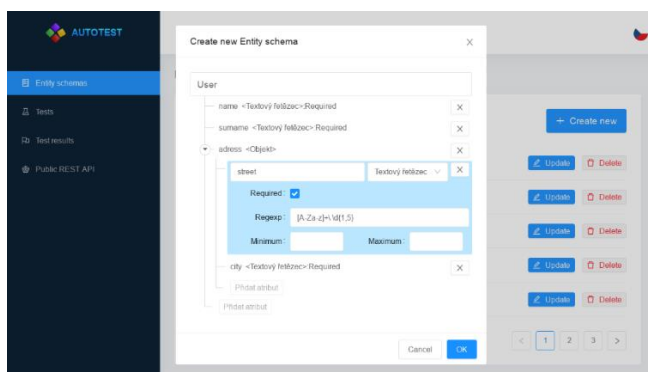 AUTOTEST
Create new Entity schema
Entity schemas
Tests
Test results
Public REST API
User
name <Textový řetězec>:Required
surname <Textový řetězec>:Required
adress <Objekt>
street Textový řetězec
Required:
Regexp: [A-Za-z]+\ \d{1,5}
Minimum: Maximum:
city <Textový řetězec>:Required
Přidat atribut
Přidat atribut
Cancel OK
+ Create new
Update Delete
Update Delete
Update Delete
Update Delete
Update Delete
< 1 2 3 >